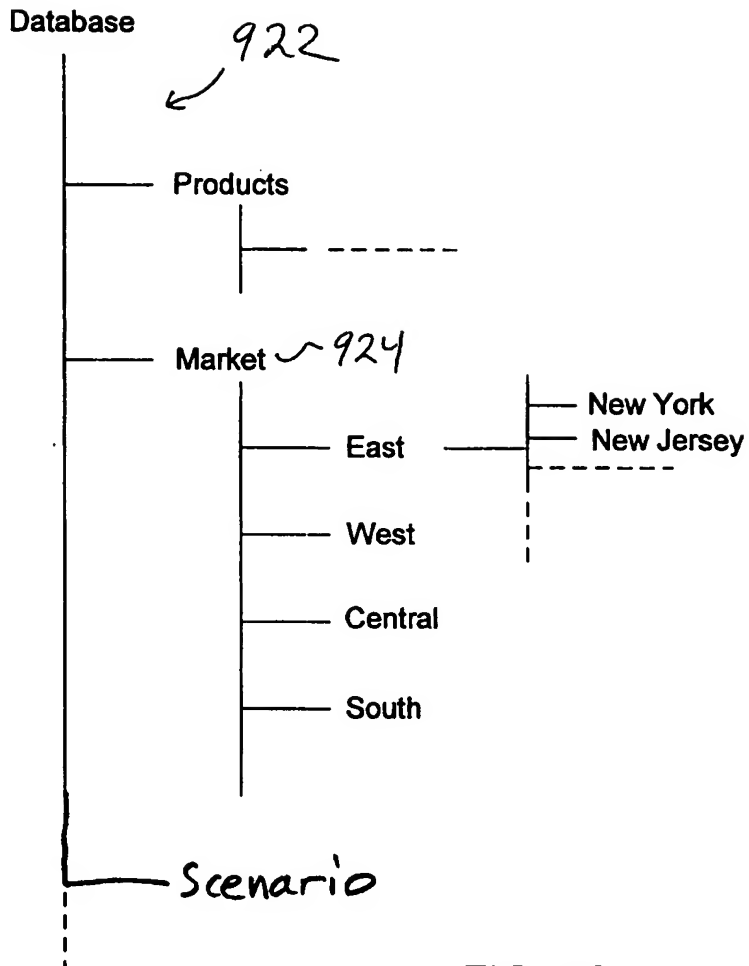 Database
922
Products
Market 924
East
New York
New Jersey
West
Central
South
Scenario